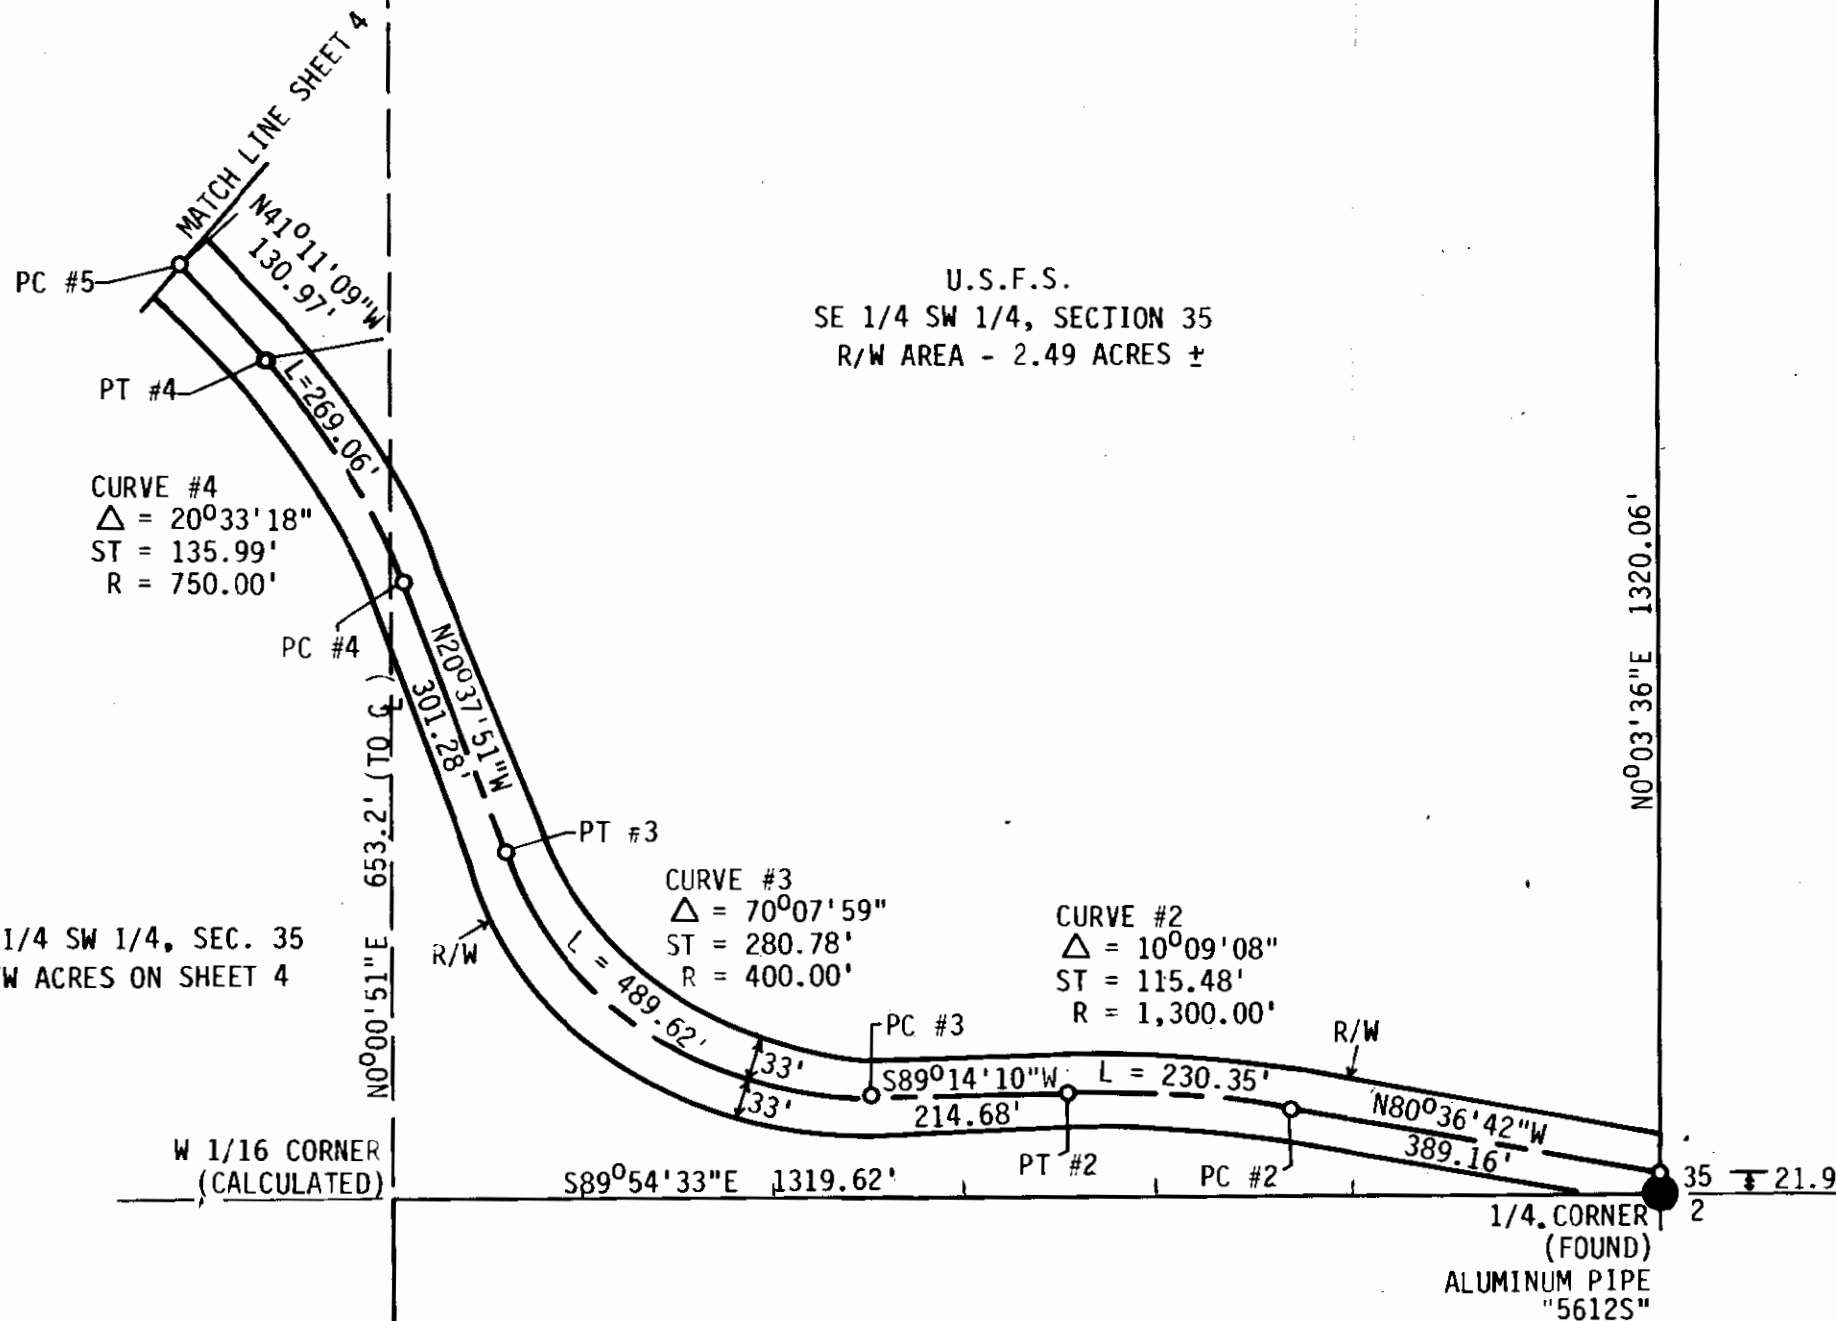 MATCH LINE SHEET 4
N41°11'09"W
130.97'
PC #5
PT #4
L=269.06'
U.S.F.S.
SE 1/4 SW 1/4, SECTION 35
R/W AREA - 2.49 ACRES ±
CURVE #4
△ = 20°33'18"
ST = 135.99'
R = 750.00'
PC #4
N20°37'51"W
301.28'
N0°03'36"E 1320.06'
N0°00'51"E 653.2' (TO ℄)
PT #3
CURVE #3
△ = 70°07'59"
ST = 280.78'
R = 400.00'
CURVE #2
△ = 10°09'08"
ST = 115.48'
R = 1,300.00'
1/4 SW 1/4, SEC. 35
W ACRES ON SHEET 4
R/W
L = 489.62'
33'
33'
PC #3
S89°14'10"W
214.68'
L = 230.35'
R/W
N80°36'42"W
389.16'
PT #2
PC #2
W 1/16 CORNER
(CALCULATED)
S89°54'33"E 1319.62'
35
2
21.9
1/4 CORNER
(FOUND)
ALUMINUM PIPE
"5612S"